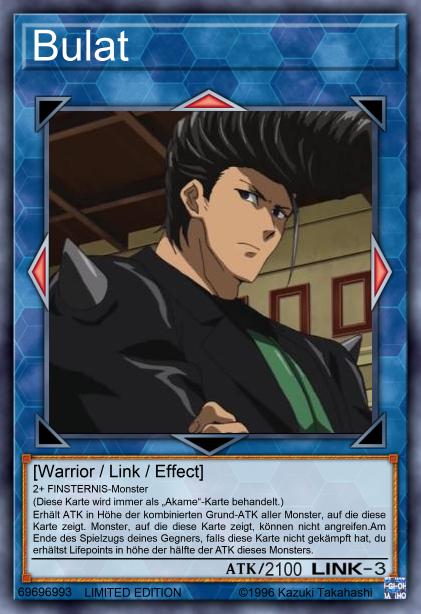 Bulat
[Warrior / Link / Effect]
2+ FINSTERNIS-Monster
(Diese Karte wird immer als „Akame“-Karte behandelt.)
Erhält ATK in Höhe der kombinierten Grund-ATK aller Monster, auf die diese
Karte zeigt. Monster, auf die diese Karte zeigt, können nicht angreifen.Am
Ende des Spielzugs deines Gegners, falls diese Karte nicht gekämpft hat, du
erhältst Lifepoints in höhe der hälfte der ATK dieses Monsters.
ATK/2100 LINK-3
69696993 LIMITED EDITION ©1996 Kazuki Takahashi